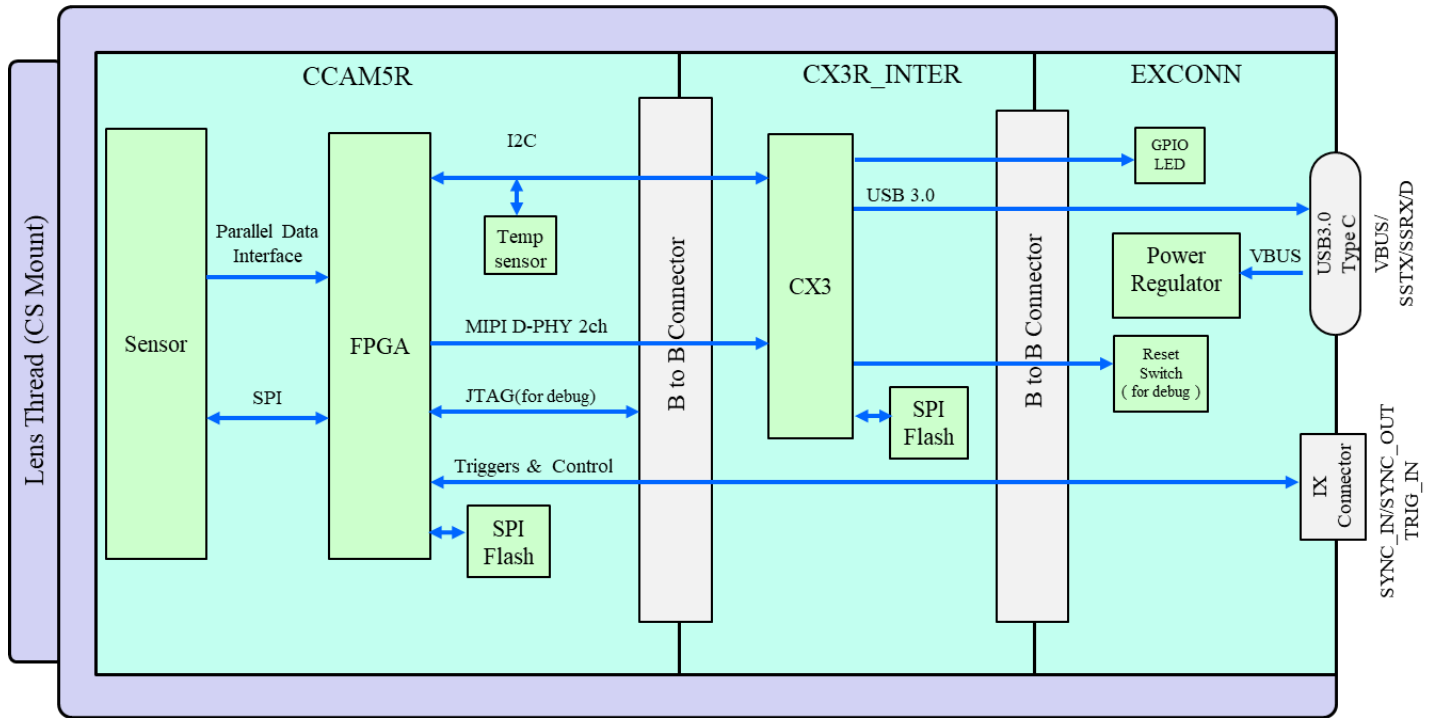 CCAM5R
CX3R_INTER
EXCONN
Lens Thread (CS Mount)
Sensor
Parallel Data
Interface
SPI
FPGA
I2C
Temp
sensor
MIPI D-PHY 2ch
JTAG(for debug)
Triggers & Control
SPI
Flash
B to B Connector
CX3
USB 3.0
SPI
Flash
B to B Connector
GPIO
LED
Power
Regulator
VBUS
Reset
Switch
( for debug )
USB3.0
Type C
VBUS/
SSTX/SSRX/D
IX
Connector
SYNC_IN/SYNC_OUT
TRIG_IN